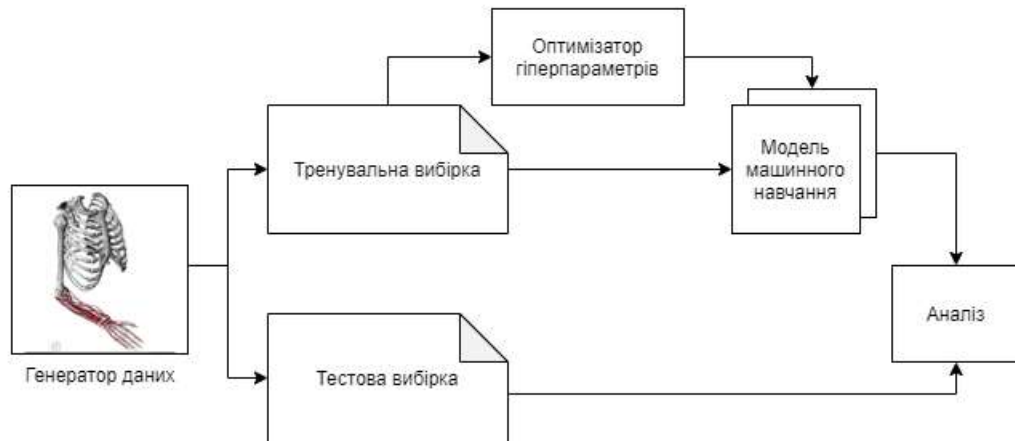 Оптимізатор
гіперпараметрів
Тренувальна вибірка
Модель
машинного
навчання
Генератор даних
Тестова вибірка
Аналіз